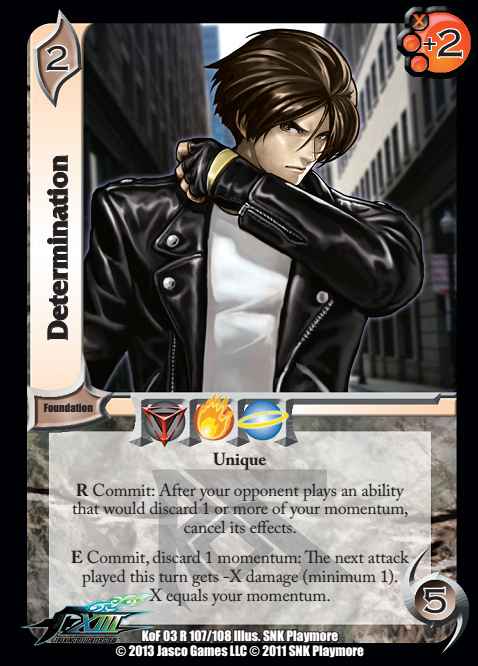 2
X
+2
Determination
Foundation
Unique
R Commit: After your opponent plays an ability
that would discard 1 or more of your momentum,
cancel its effects.
E Commit, discard 1 momentum: The next attack
played this turn gets -X damage (minimum 1).
X equals your momentum.
5
XIII
KoF 03 R 107/108 Illus. SNK Playmore
© 2013 Jasco Games LLC © 2011 SNK Playmore